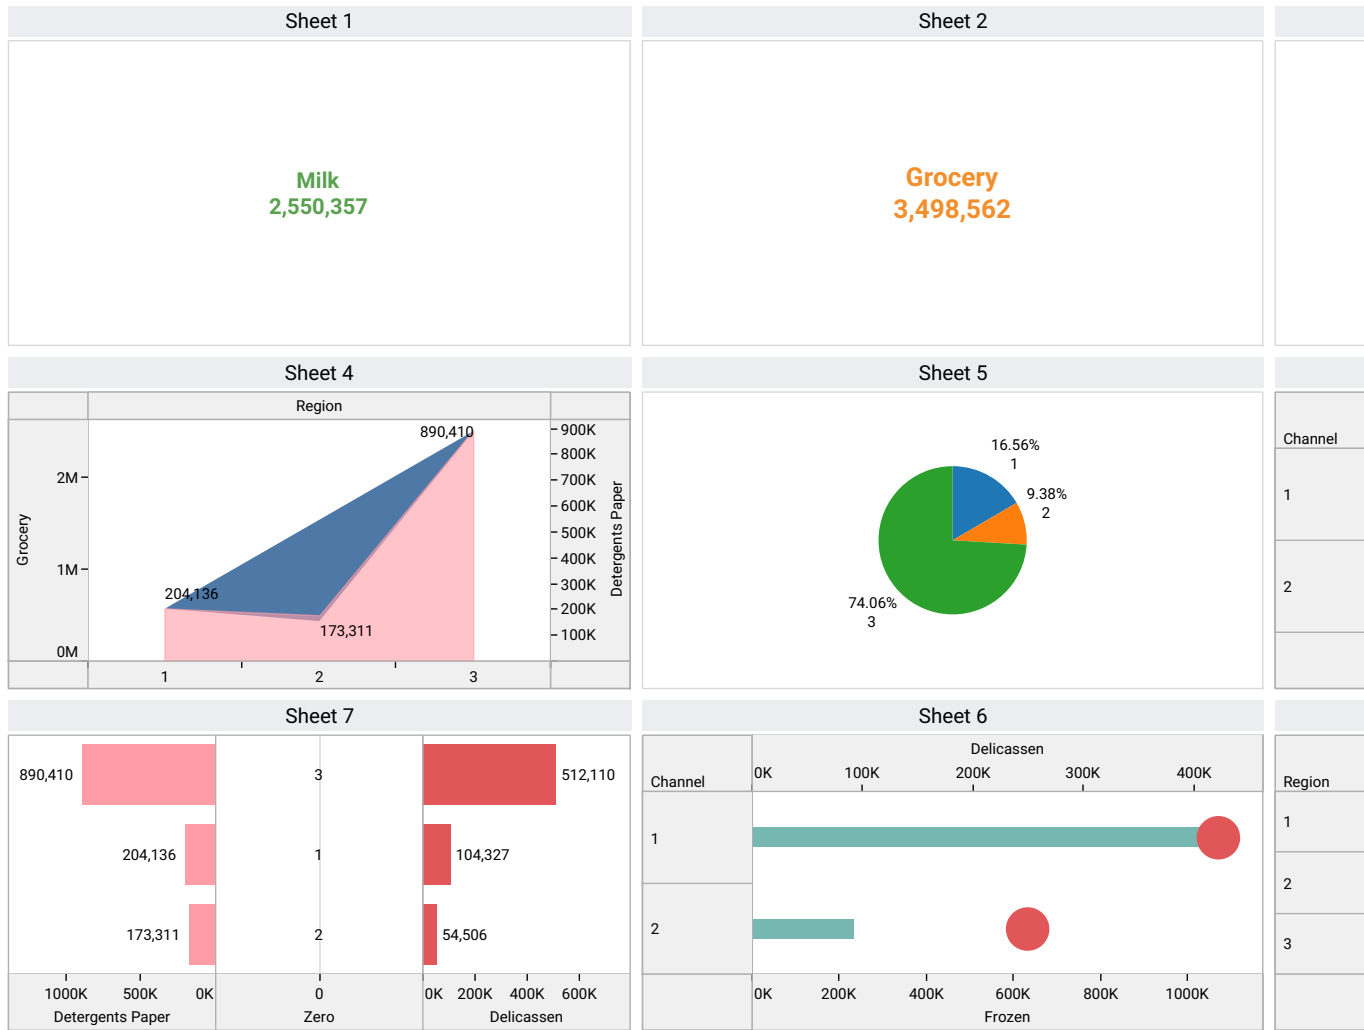 Sheet 1
Sheet 2
Milk
2,550,357
Grocery
3,498,562
Sheet 4
Sheet 5
Region
Grocery
2M
1M
0M
890,410
204,136
173,311
900K
800K
700K
600K
500K
400K
300K
200K
100K
Detergents Paper
1
2
3
16.56%
1
9.38%
2
74.06%
3
Channel
1
2
Sheet 7
Sheet 6
890,410
3
512,110
204,136
1
104,327
173,311
2
54,506
1000K
500K
0K
0
0K
200K
400K
600K
Detergents Paper
Zero
Delicassen
Delicassen
Channel
0K
100K
200K
300K
400K
1
2
0K
200K
400K
600K
800K
1000K
Frozen
Region
1
2
3